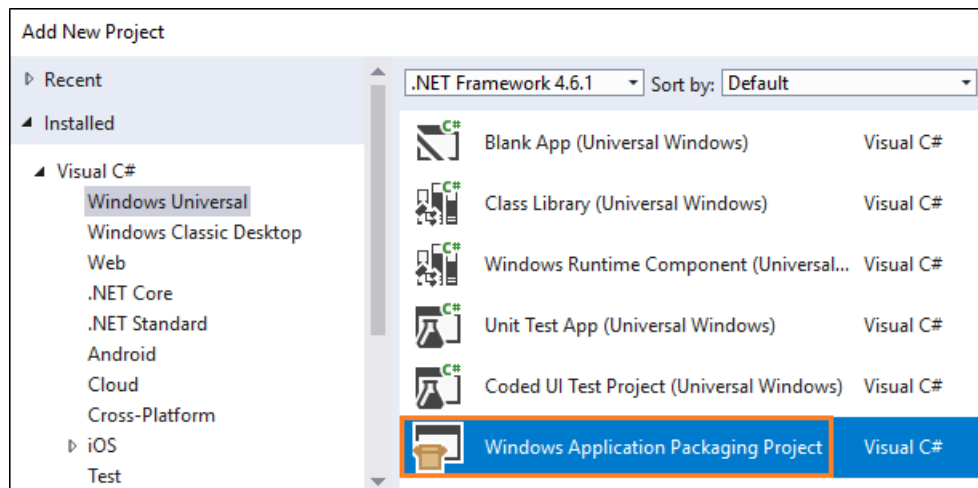 Add New Project
Recent
Installed
Visual C#
Windows Universal
Windows Classic Desktop
Web
.NET Core
.NET Standard
Android
Cloud
Cross-Platform
iOS
Test
.NET Framework 4.6.1 Sort by: Default
C# Blank App (Universal Windows) Visual C#
C# Class Library (Universal Windows) Visual C#
C# Windows Runtime Component (Universal... Visual C#
C# Unit Test App (Universal Windows) Visual C#
C# Coded UI Test Project (Universal Windows) Visual C#
Windows Application Packaging Project Visual C#